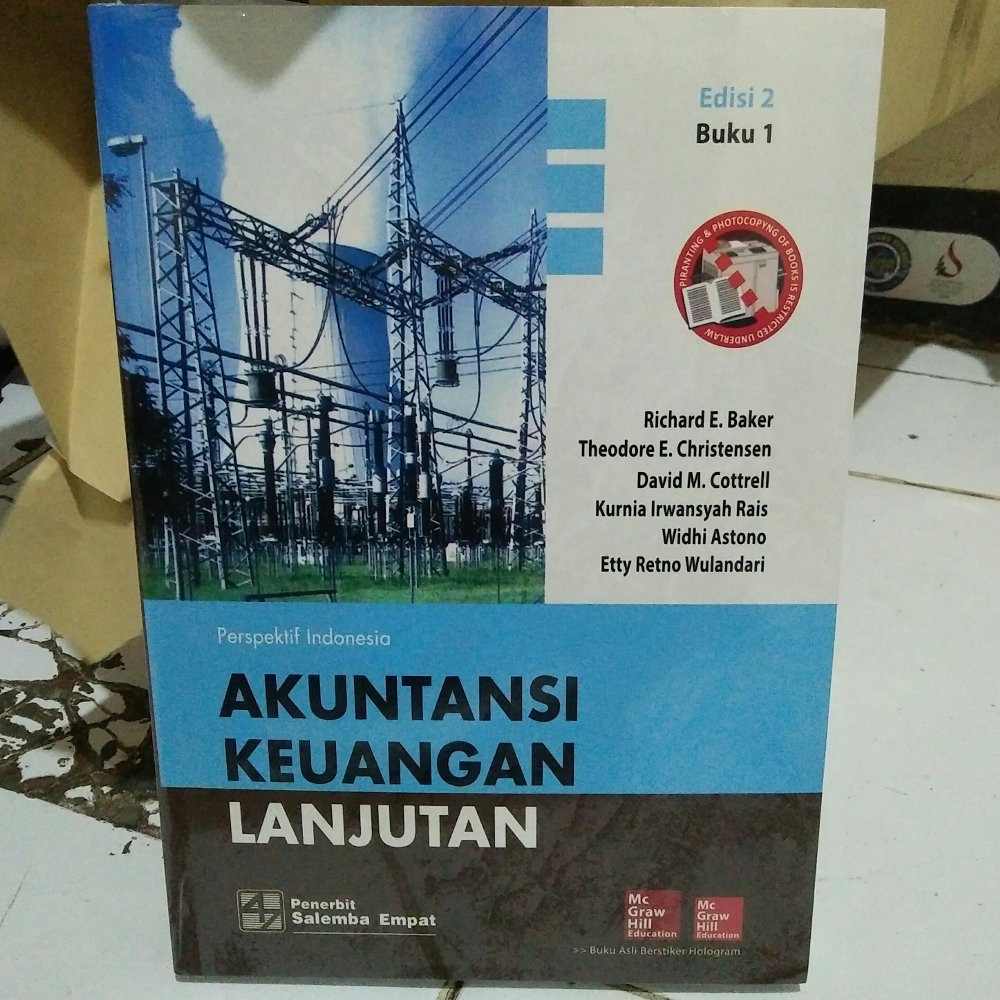 Edisi 2
Buku 1
PIRANTING & PHOTOCOPYNG OF BOOKS IS RESTRICTED UNDERLAW
Richard E. Baker
Theodore E. Christensen
David M. Cottrell
Kurnia Irwansyah Rais
Widhi Astono
Etty Retno Wulandari
Perspektif Indonesia
AKUNTANSI
KEUANGAN
LANJUTAN
Penerbit
Salemba Empat
Mc
Graw
Hill
Education
Mc
Graw
Hill
Education
>> Buku Asli Berstiker Hologram